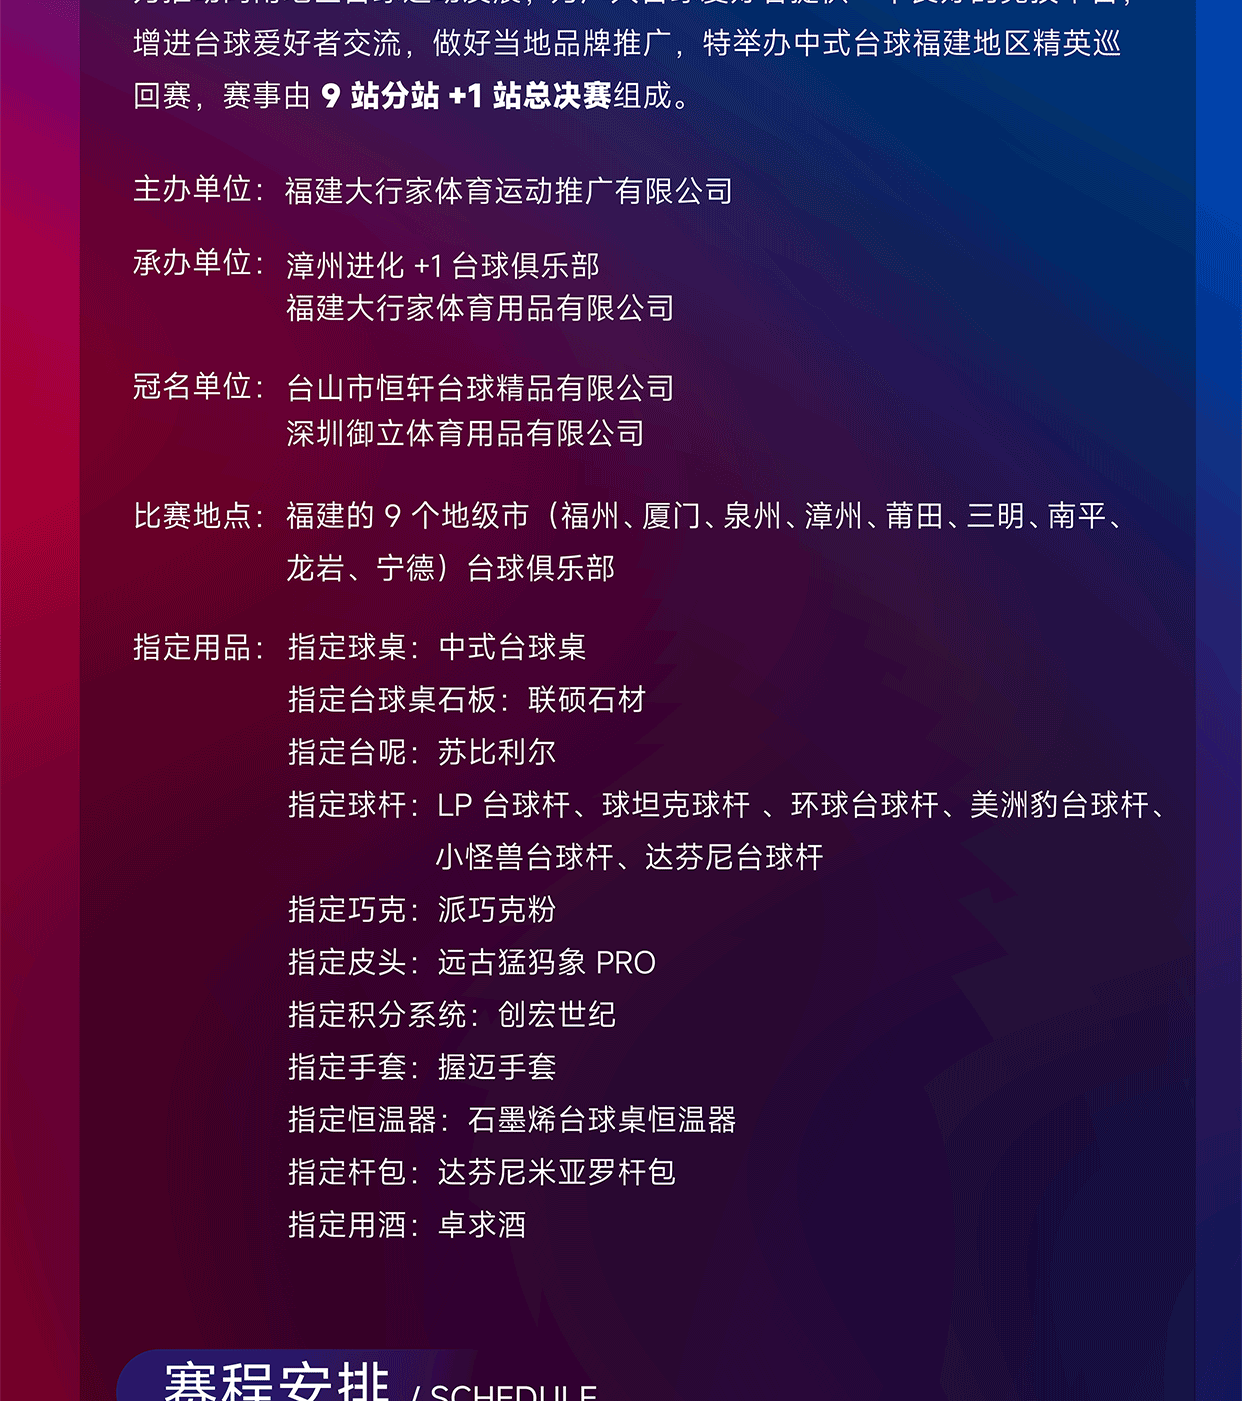 增进台球爱好者交流，做好当地品牌推广，特举办中式台球福建地区精英巡
回赛，赛事由 9 站分站 +1 站总决赛组成。
主办单位：福建大行家体育运动推广有限公司
承办单位：漳州进化 +1 台球俱乐部
福建大行家体育用品有限公司
冠名单位：台山市恒轩台球精品有限公司
深圳御立体育用品有限公司
比赛地点：福建的 9 个地级市（福州、厦门、泉州、漳州、莆田、三明、南平、
龙岩、宁德）台球俱乐部
指定用品：指定球桌：中式台球桌
指定台球桌石板：联硕石材
指定台呢：苏比利尔
指定球杆：LP 台球杆、球坦克球杆 、环球台球杆、美洲豹台球杆、
小怪兽台球杆、达芬尼台球杆
指定巧克：派巧克粉
指定皮头：远古猛犸象 PRO
指定积分系统：创宏世纪
指定手套：握迈手套
指定恒温器：石墨烯台球桌恒温器
指定杆包：达芬尼米亚罗杆包
指定用酒：卓求酒
赛程安排 / SCHEDULE